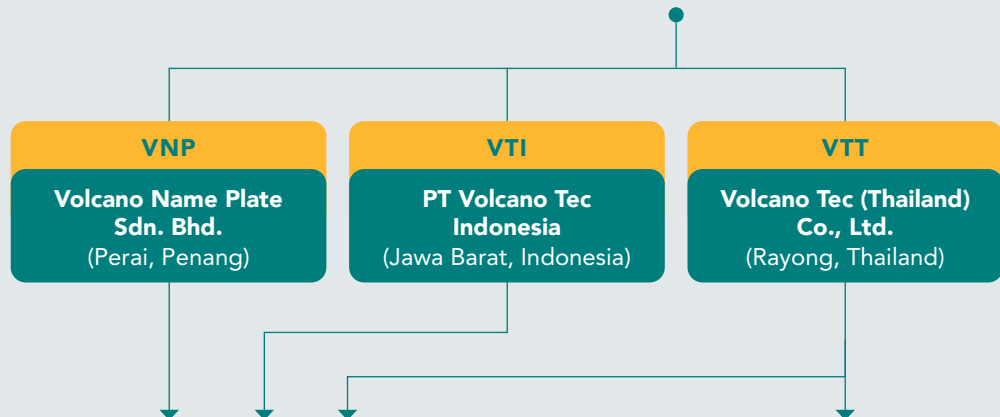 VNP
Volcano Name Plate
Sdn. Bhd.
(Perai, Penang)
VTI
PT Volcano Tec
Indonesia
(Jawa Barat, Indonesia)
VTT
Volcano Tec (Thailand)
Co., Ltd.
(Rayong, Thailand)